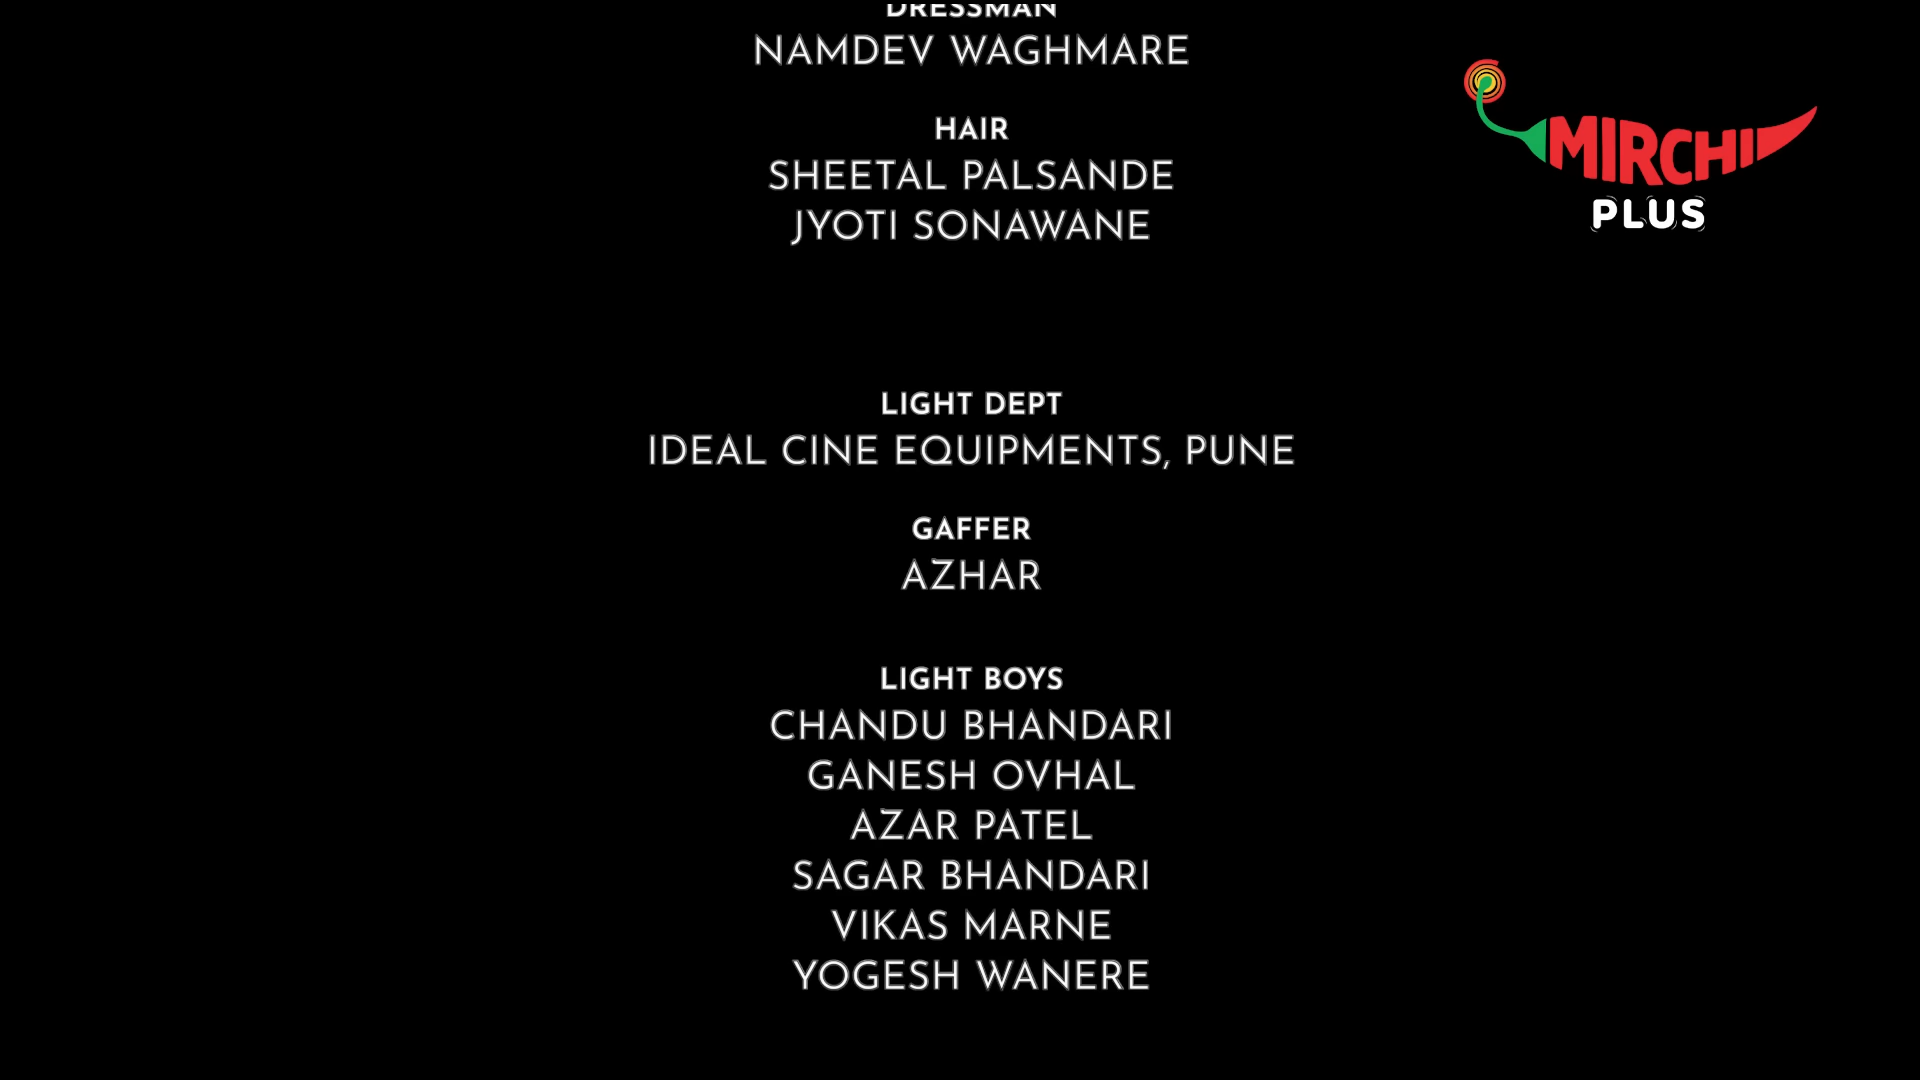 DRESSMAN
NAMDEV WAGHMARE
HAIR
SHEETAL PALSANDE
JYOTI SONAWANE
MIRCHI
PLUS
LIGHT DEPT
IDEAL CINE EQUIPMENTS, PUNE
GAFFER
AZHAR
LIGHT BOYS
CHANDU BHANDARI
GANESH OVHAL
AZAR PATEL
SAGAR BHANDARI
VIKAS MARNE
YOGESH WANERE